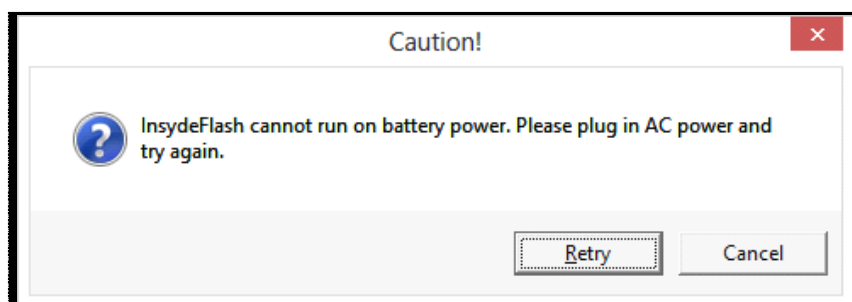 Caution!
InsydeFlash cannot run on battery power. Please plug in AC power and
try again.
Retry
Cancel